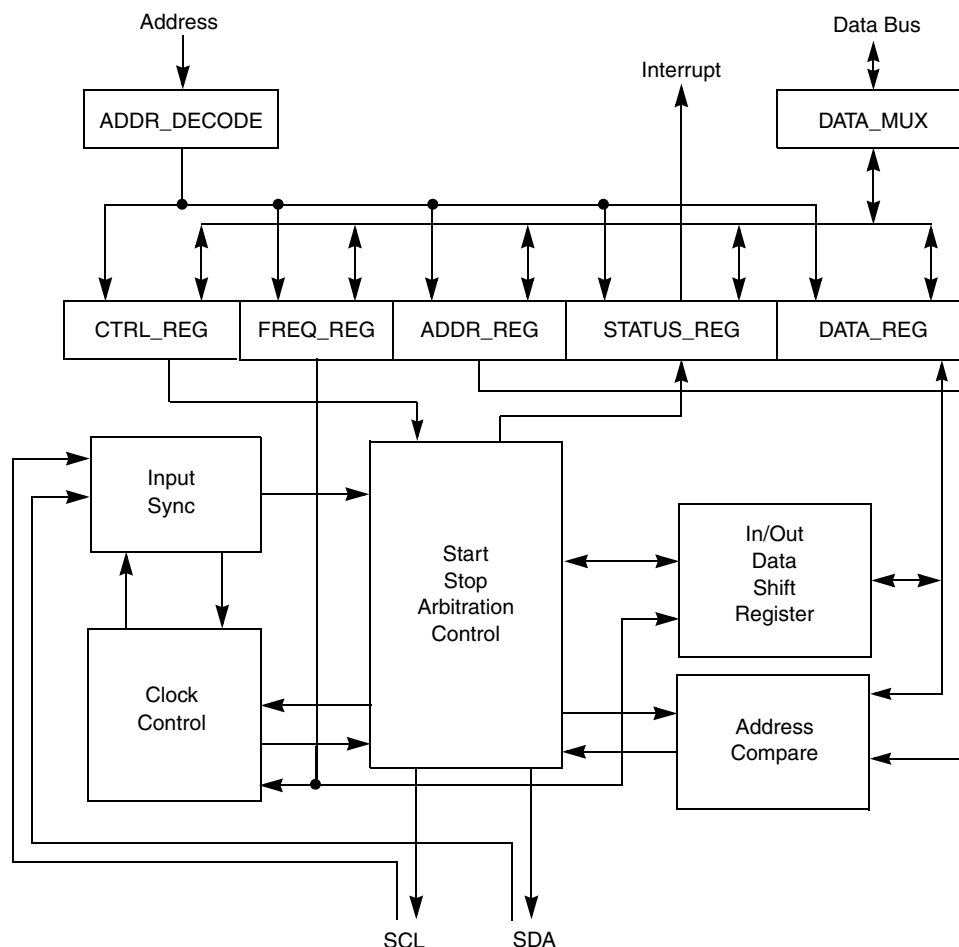 Address
Data Bus
Interrupt
ADDR_DECODE
DATA_MUX
CTRL_REG
FREQ_REG
ADDR_REG
STATUS_REG
DATA_REG
Input
Sync
Start
Stop
Arbitration
Control
In/Out
Data
Shift
Register
Clock
Control
Address
Compare
SCL
SDA